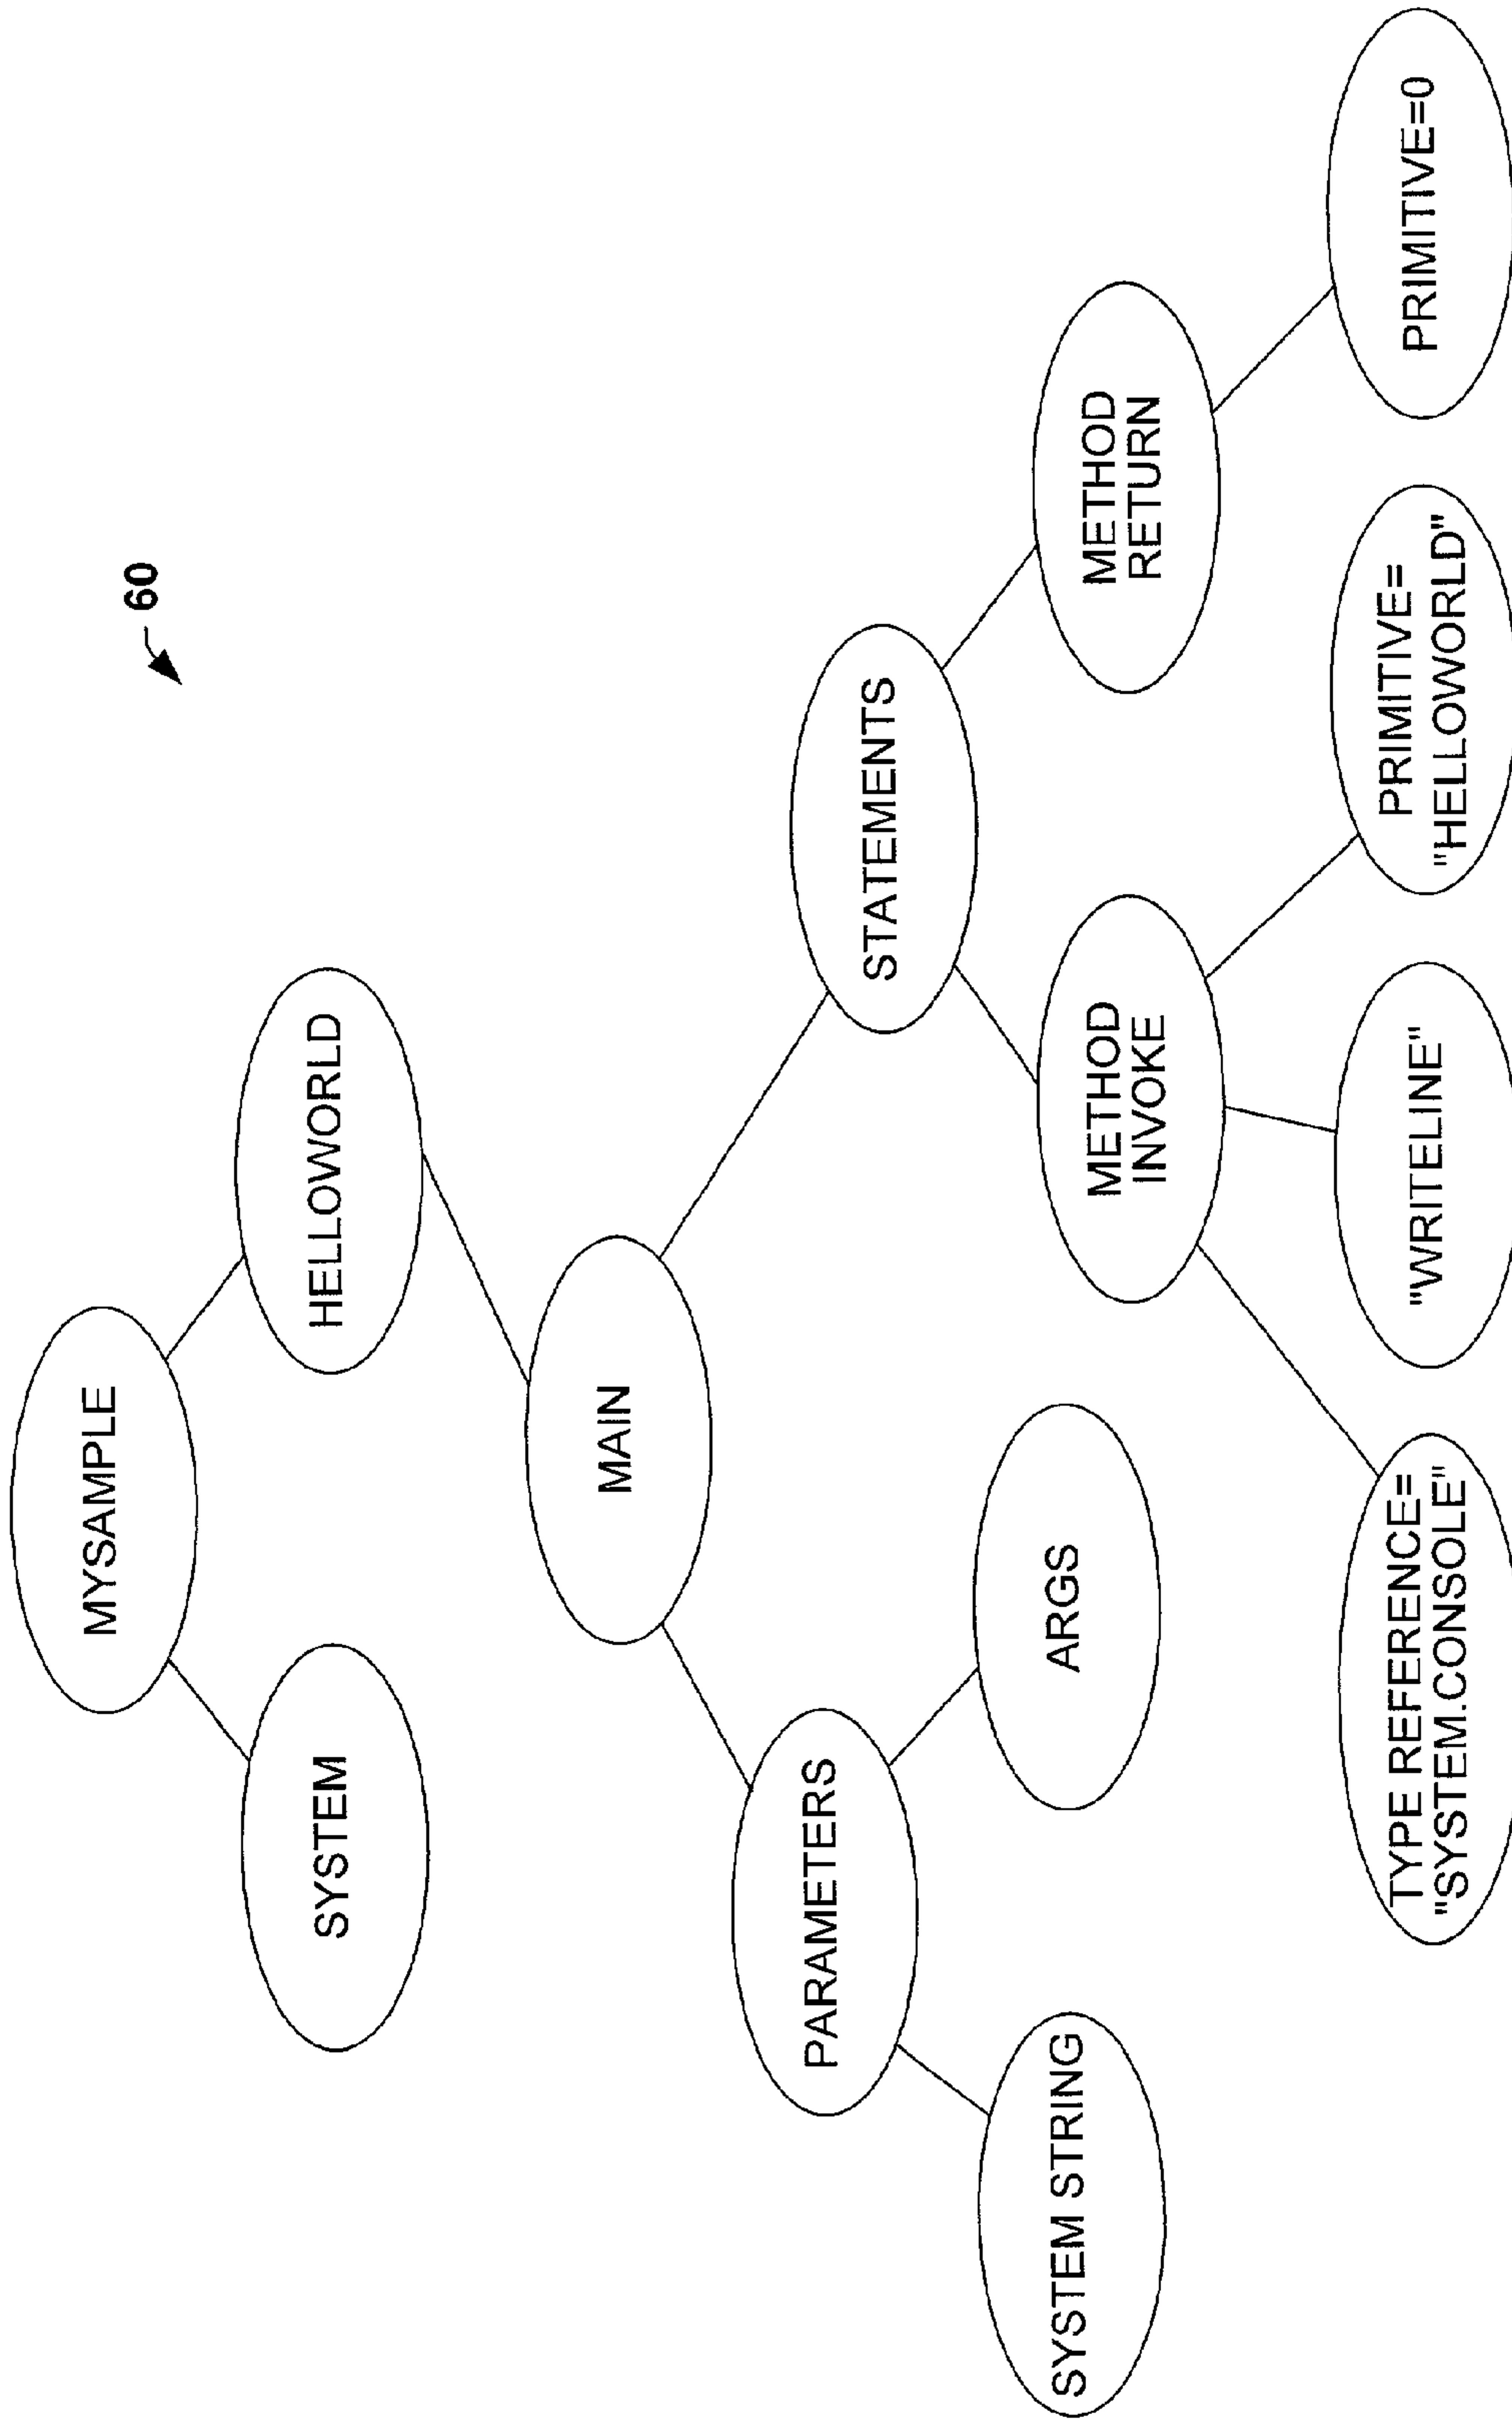 60
MYSAMPLE
SYSTEM
HELLOWORLD
MAIN
PARAMETERS
STATEMENTS
SYSTEM STRING
ARGS
METHOD
INVOKE
METHOD
RETURN
TYPE REFERENCE=
"SYSTEM.CONSOLE"
"WRITELINE"
PRIMITIVE=
"HELLOWORLD"
PRIMITIVE=0